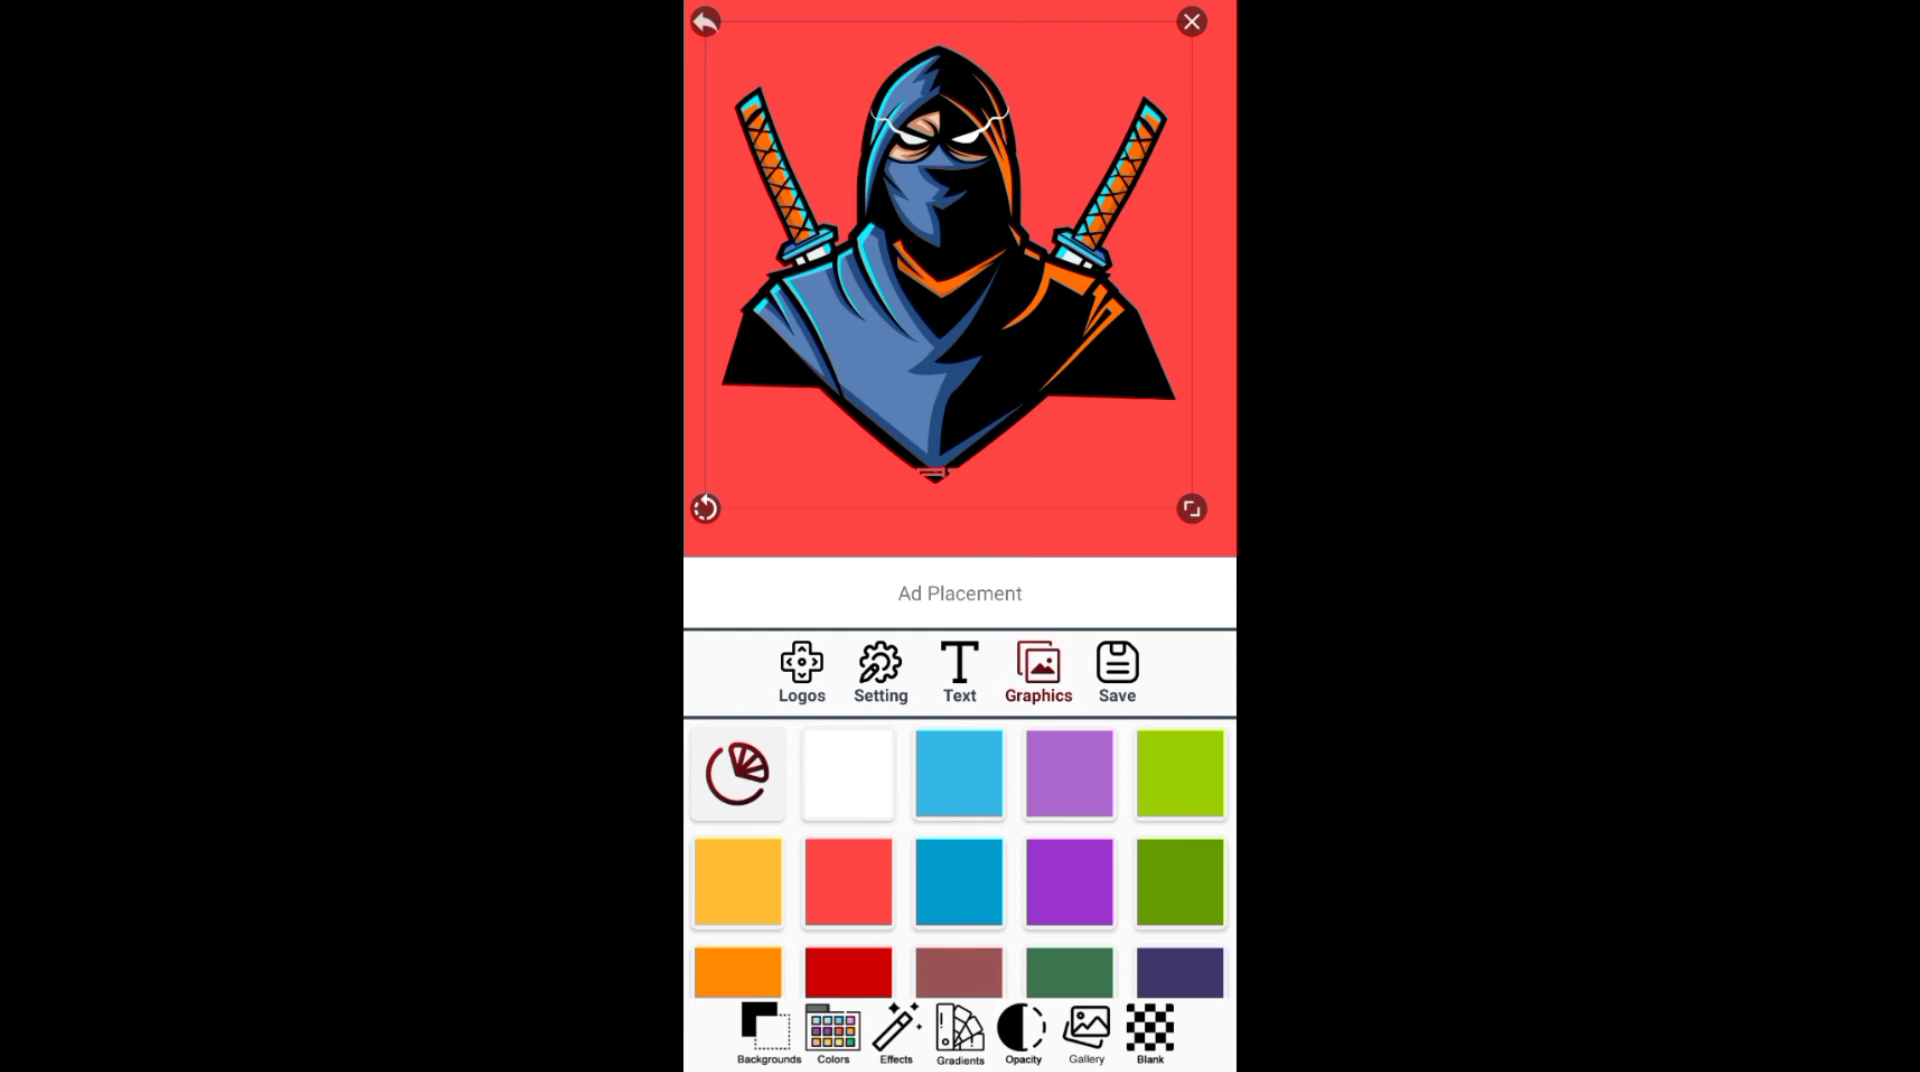 Ad Placement
Logos
Setting
Text
Graphics
Save
Backgrounds
Colors
Effects
Gradients
Opacity
Gallery
Blank